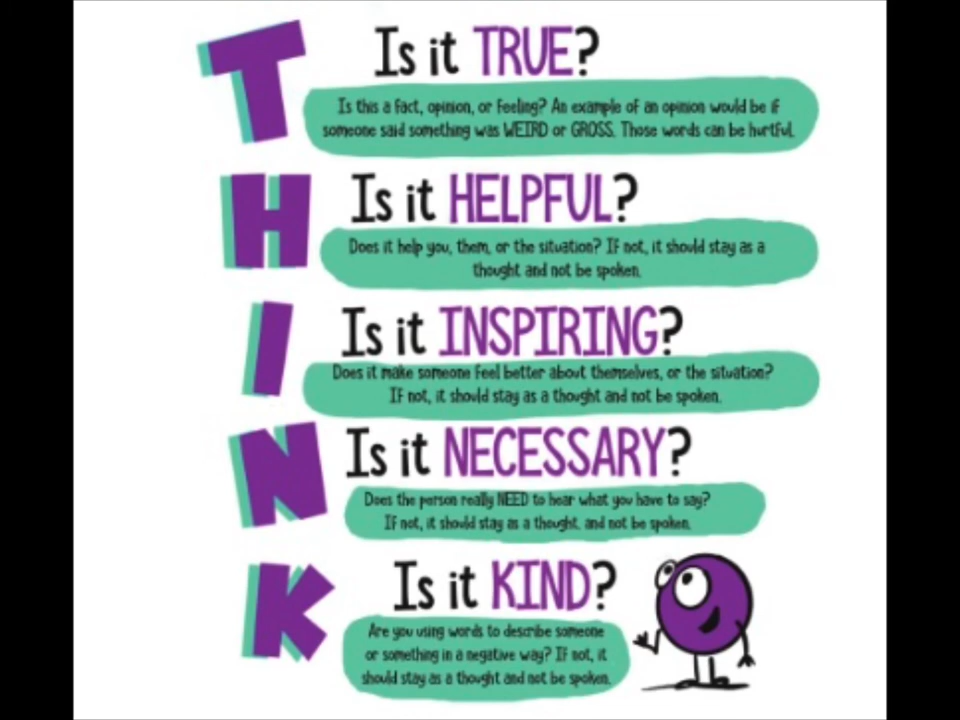 T
Is it TRUE?
Is this a fact, opinion, or feeling? An example of an opinion would be if
someone said something was WEIRD or GROSS. Those words can be hurtful.
H
Is it HELPFUL?
Does it help you, them, or the situation? If not, it should stay as a
thought and not be spoken.
I
Is it INSPIRING?
Does it make someone feel better about themselves, or the situation?
If not, it should stay as a thought and not be spoken.
N
Is it NECESSARY?
Does the person really NEED to hear what you have to say?
If not, it should stay as a thought, and not be spoken.
K
Is it KIND?
Are you using words to describe someone
or something in a negative way? If not, it
should stay as a thought and not be spoken.